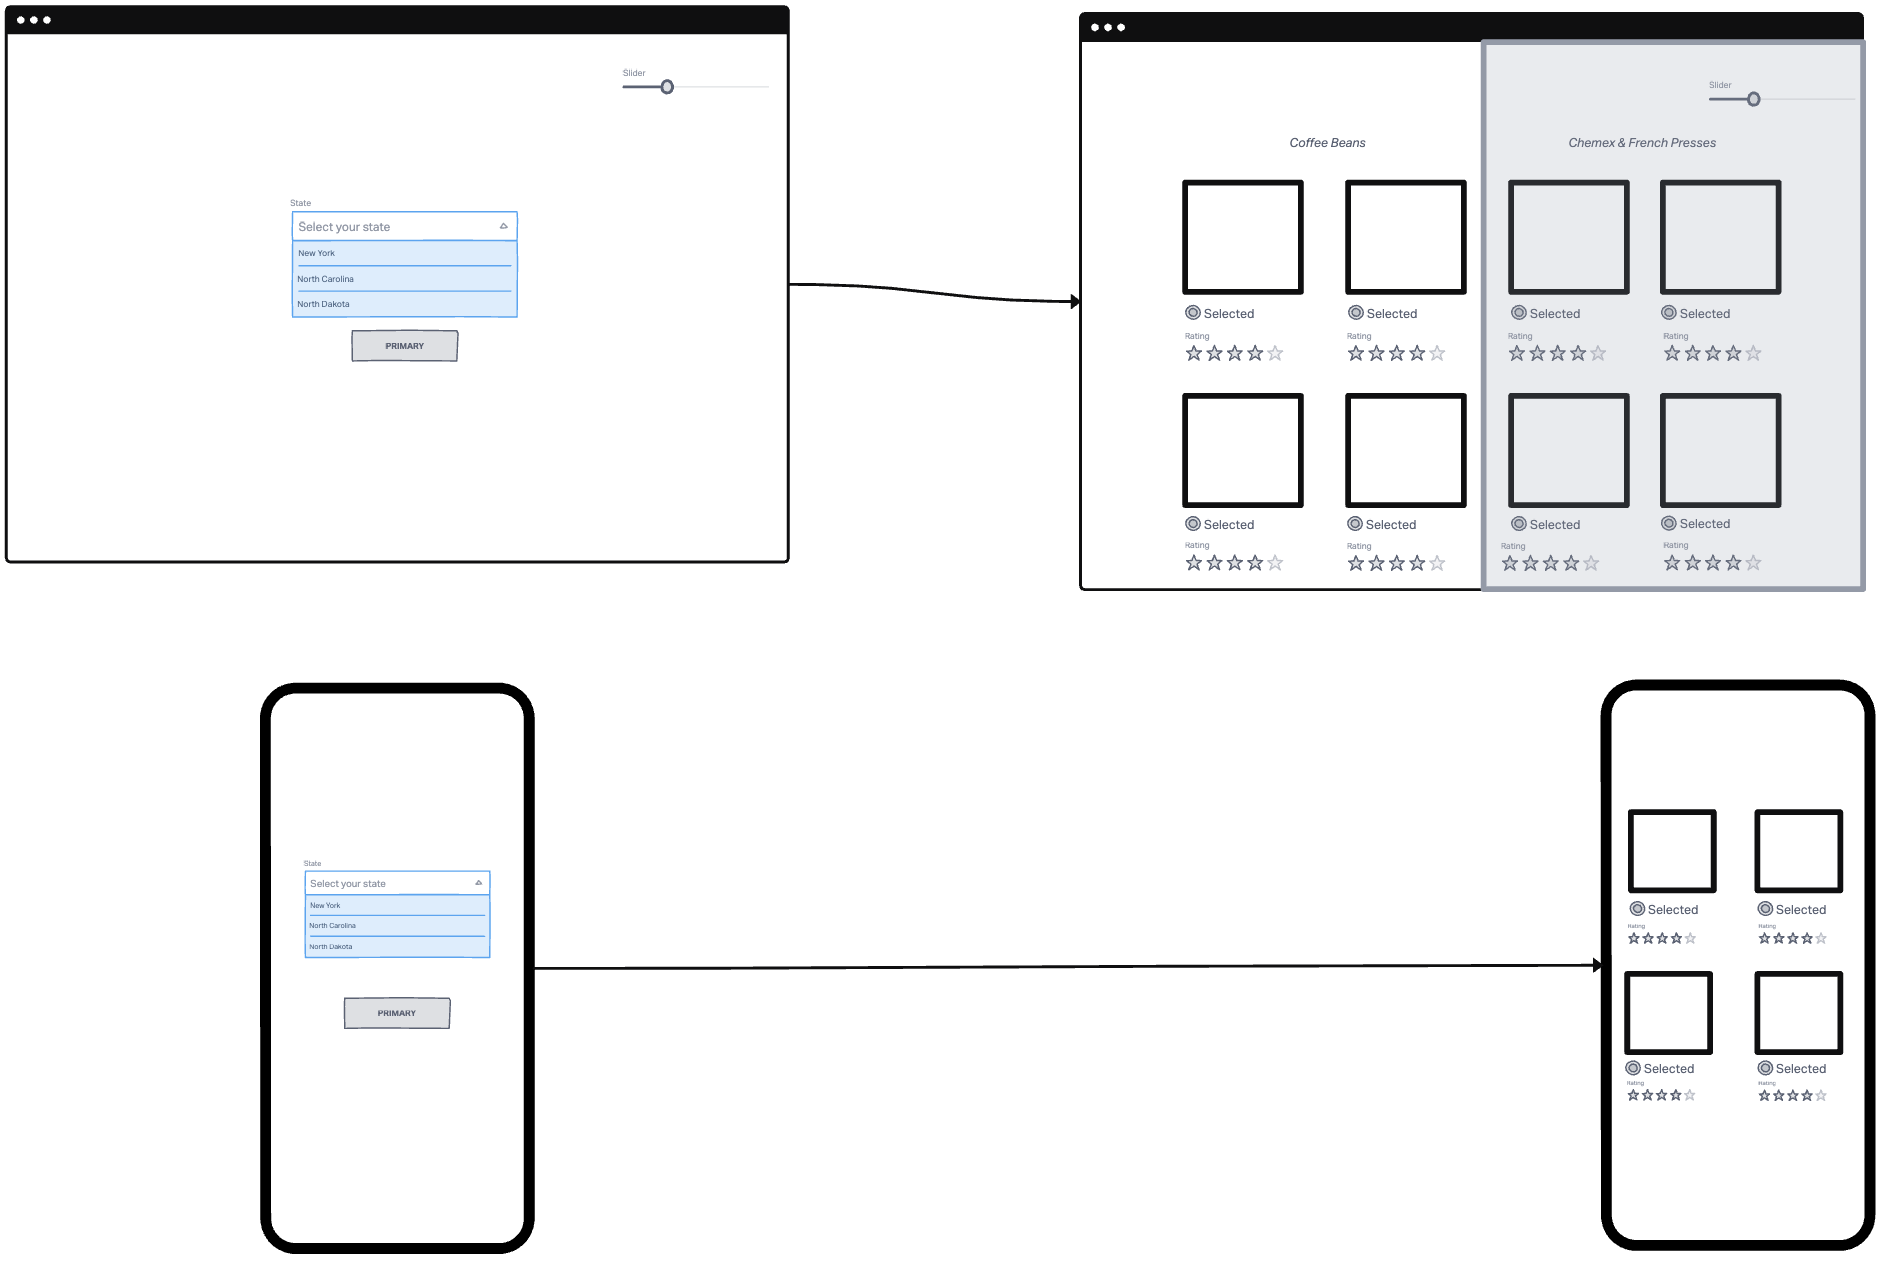 Slider
State
Select your state
New York
North Carolina
North Dakota
PRIMARY
Slider
Coffee Beans
Chemex & French Presses
Selected
Selected
Selected
Selected
Rating
Rating
Rating
Rating
Selected
Selected
Selected
Selected
Rating
Rating
Rating
Rating
State
Select your state
New York
North Carolina
North Dakota
PRIMARY
Selected
Selected
Rating
Rating
Selected
Selected
Rating
Rating